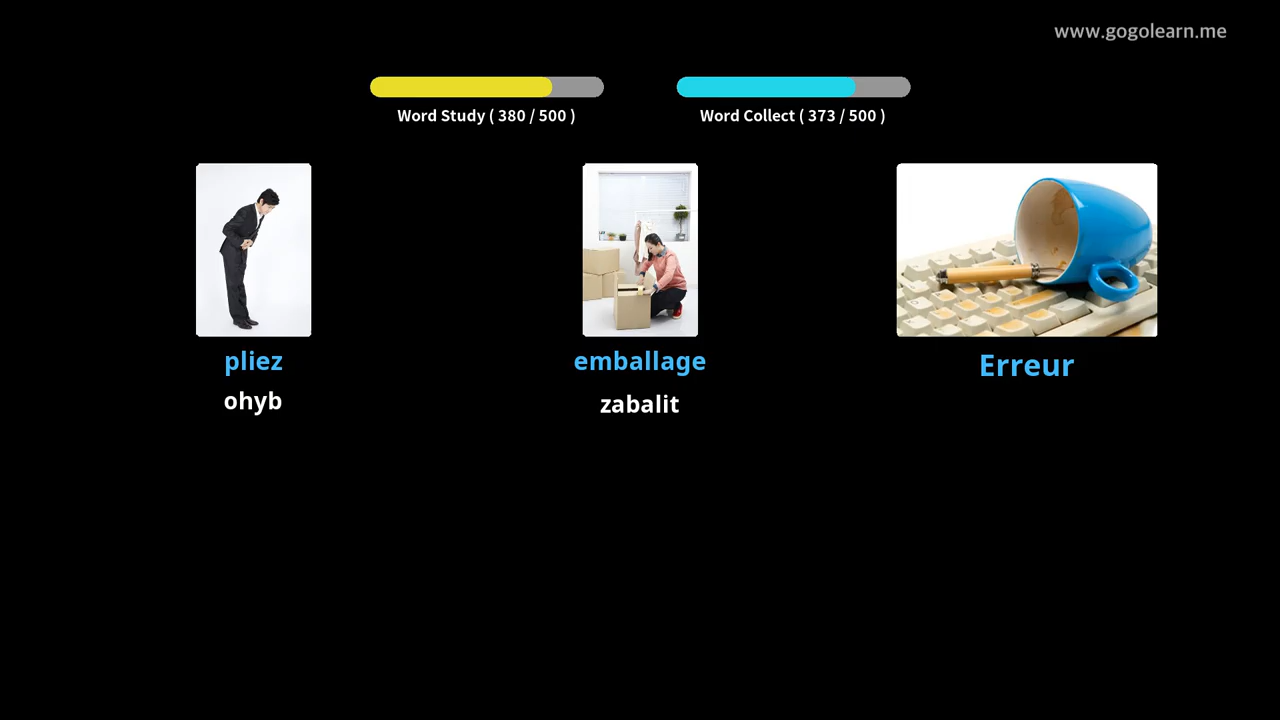 www.gogolearn.me
Word Study ( 380 / 500 )
Word Collect ( 373 / 500 )
pliez
emballage
Erreur
ohyb
zabalit